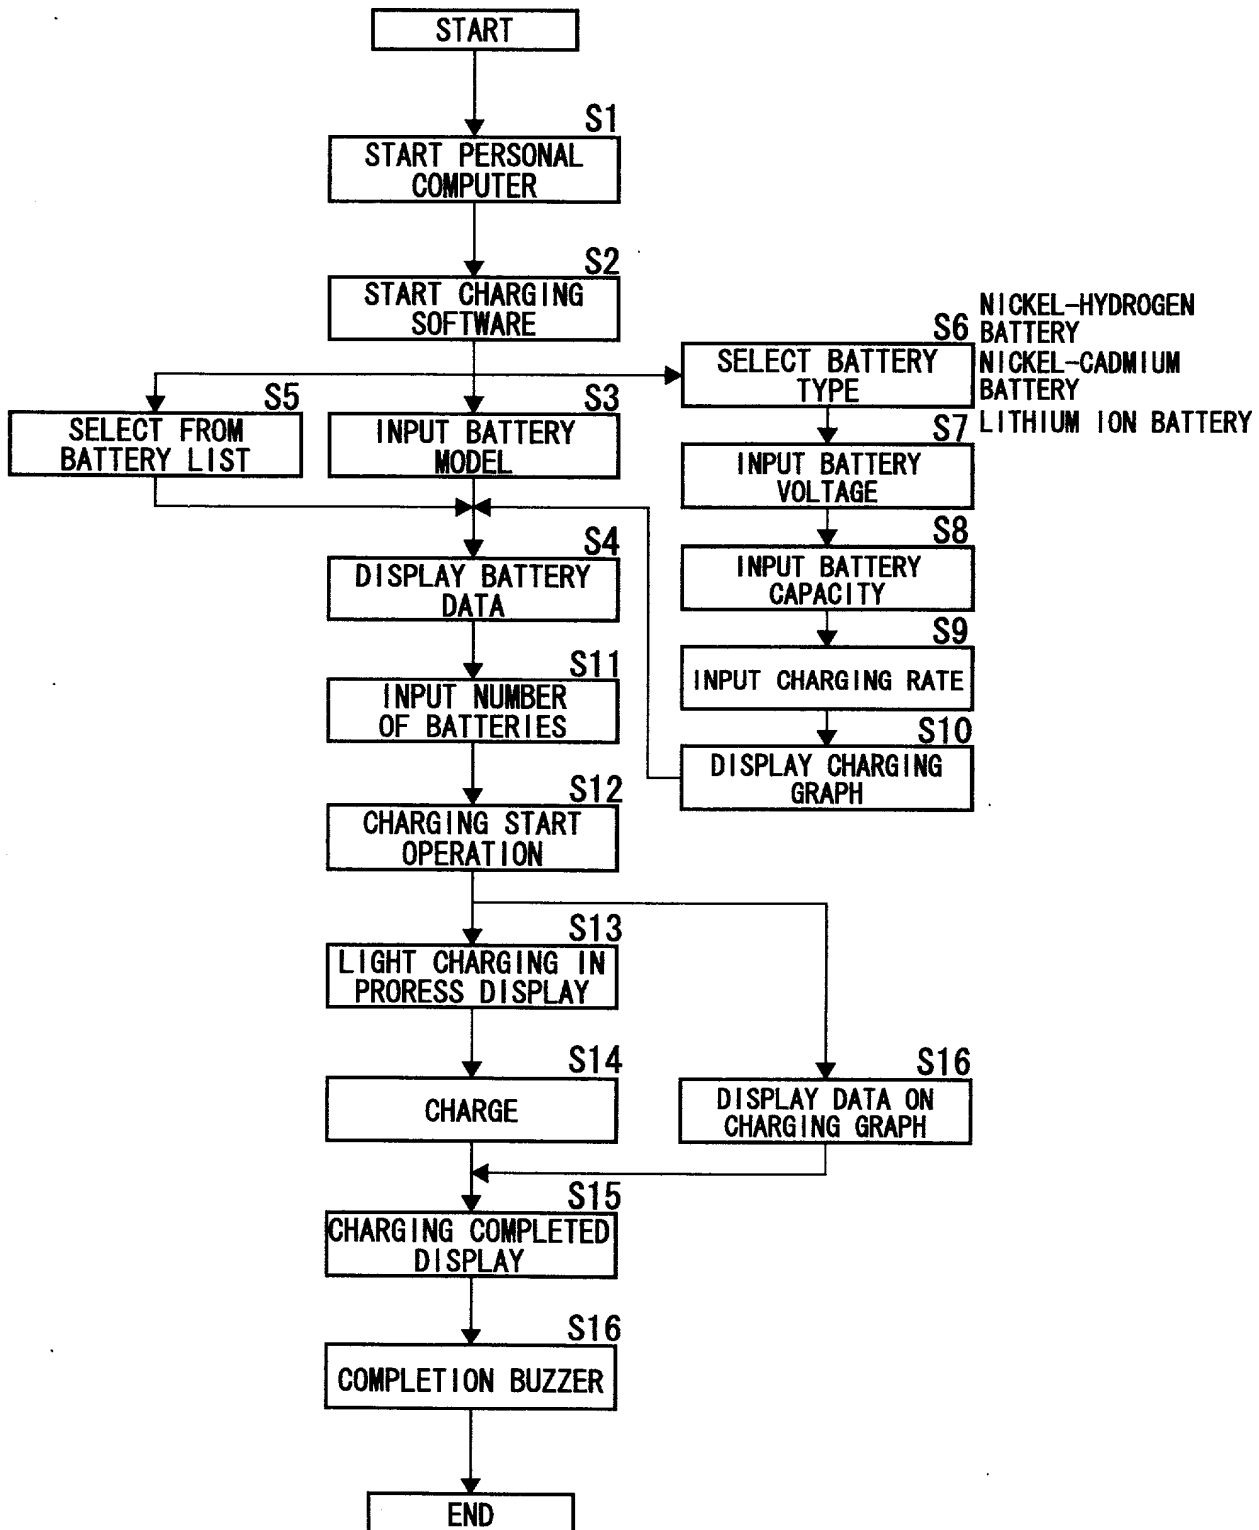 START
S1
START PERSONAL
COMPUTER
S2
START CHARGING
SOFTWARE
S6
SELECT BATTERY
TYPE
NICKEL-HYDROGEN
BATTERY
NICKEL-CADMIUM
BATTERY
LITHIUM ION BATTERY
S5
SELECT FROM
BATTERY LIST
S3
INPUT BATTERY
MODEL
S7
INPUT BATTERY
VOLTAGE
S8
INPUT BATTERY
CAPACITY
S9
INPUT CHARGING RATE
S10
DISPLAY CHARGING
GRAPH
S4
DISPLAY BATTERY
DATA
S11
INPUT NUMBER
OF BATTERIES
S12
CHARGING START
OPERATION
S13
LIGHT CHARGING IN
PRORESS DISPLAY
S14
CHARGE
S16
DISPLAY DATA ON
CHARGING GRAPH
S15
CHARGING COMPLETED
DISPLAY
S16
COMPLETION BUZZER
END